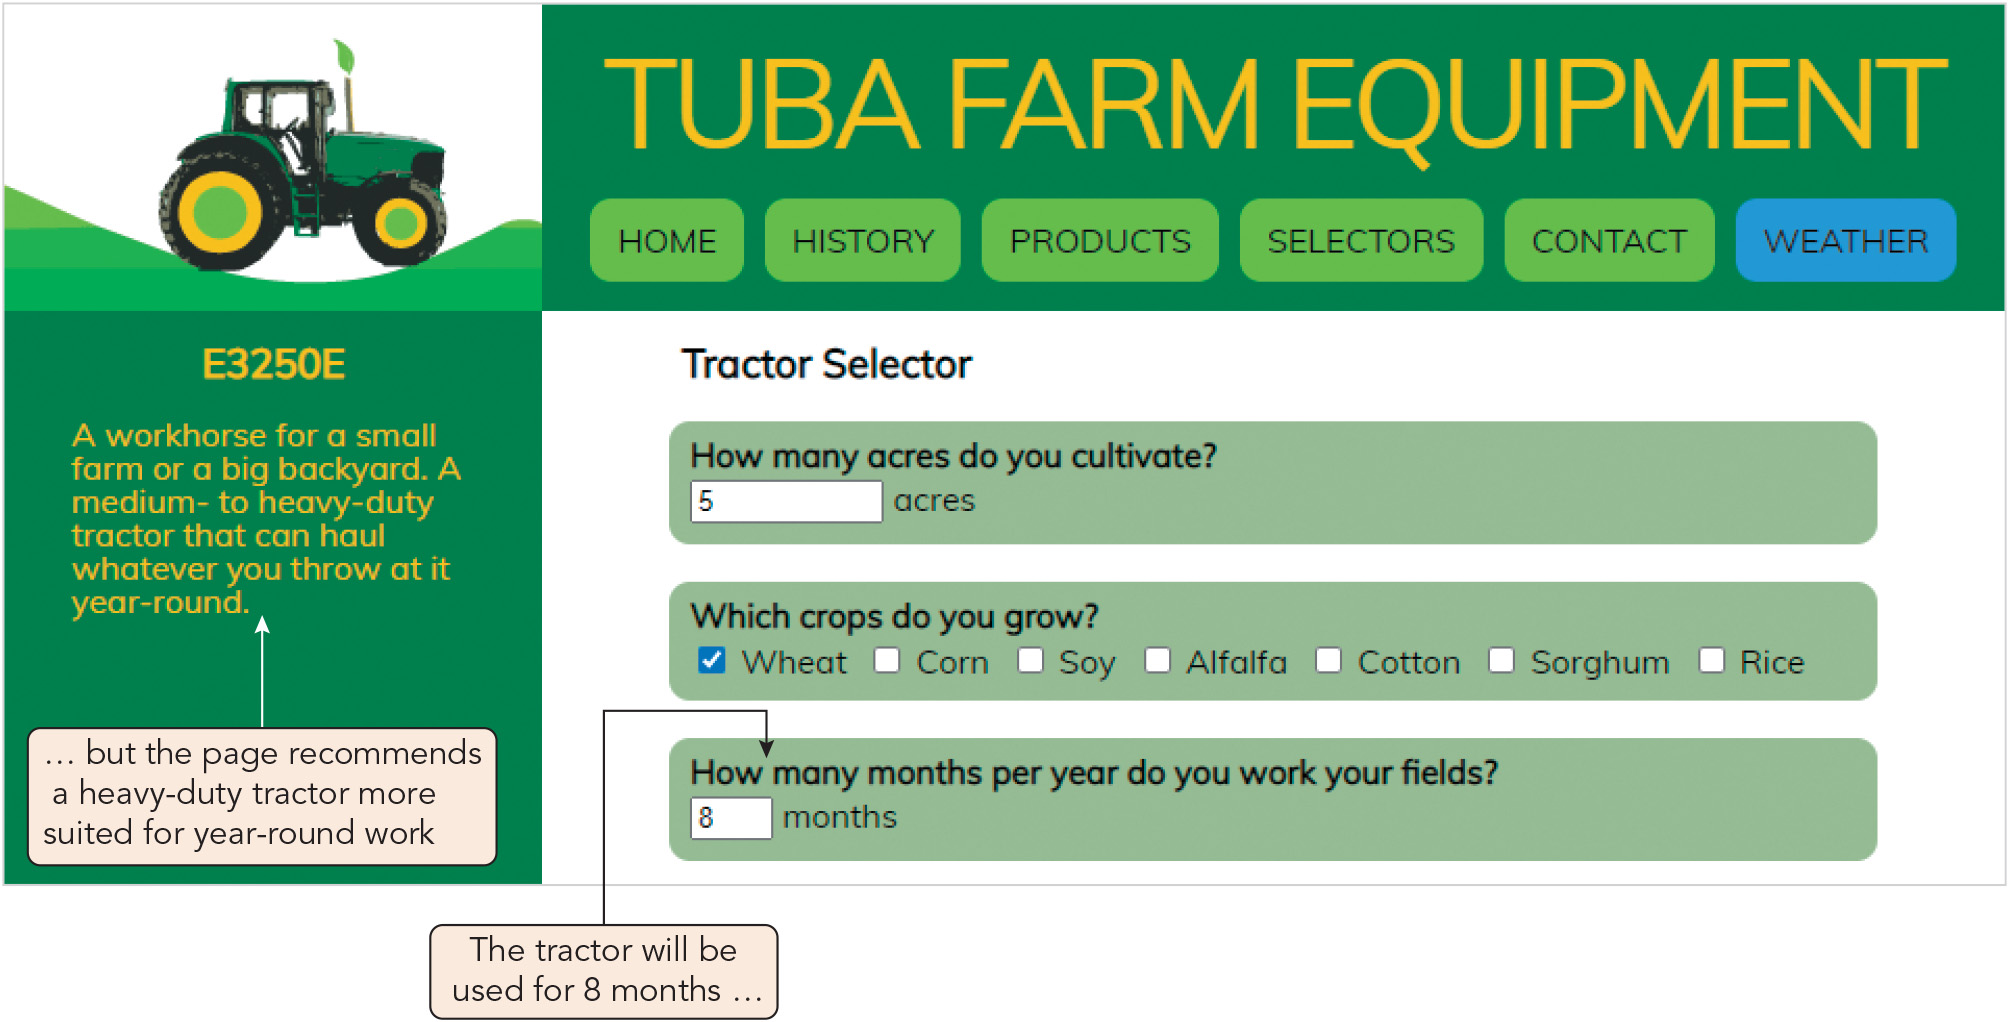 TUBA FARM EQUIPMENT
HOME HISTORY PRODUCTS SELECTORS CONTACT WEATHER
E3250E
A workhorse for a small
farm or a big backyard. A
medium- to heavy-duty
tractor that can haul
whatever you throw at it
year-round.
… but the page recommends
a heavy-duty tractor more
suited for year-round work
Tractor Selector
How many acres do you cultivate?
5 acres
Which crops do you grow?
Wheat Corn Soy Alfalfa Cotton Sorghum Rice
How many months per year do you work your fields?
8 months
The tractor will be
used for 8 months …